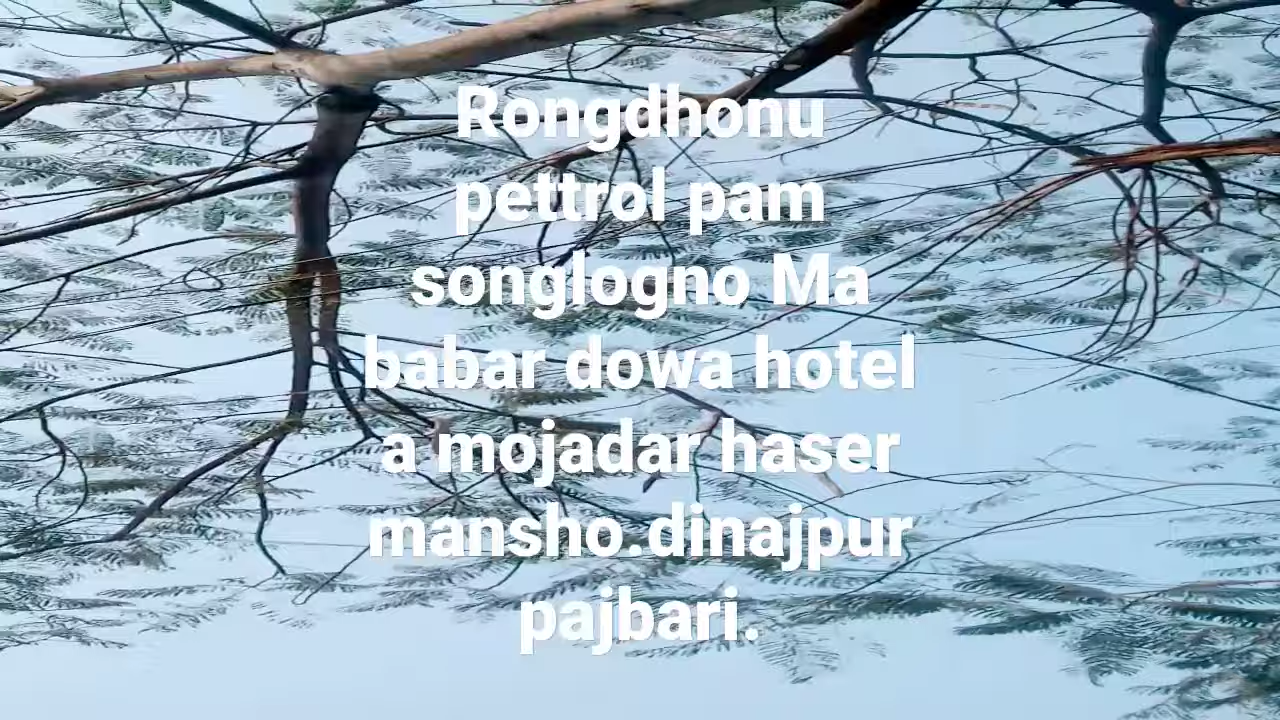 Rongdhonu
pettrol pam
songlogno Ma
babar dowa hotel
a mojadar haser
mansho.dinajpur
pajbari.